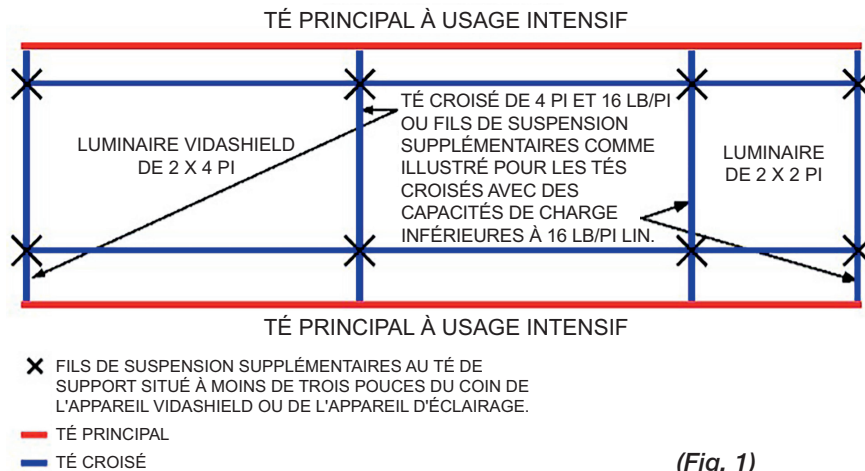 TÉ PRINCIPAL À USAGE INTENSIF
LUMINAIRE VIDASHIELD
DE 2 X 4 PI
TÉ CROISÉ DE 4 PI ET 16 LB/PI
OU FILS DE SUSPENSION
SUPPLÉMENTAIRES COMME
ILLUSTRÉ POUR LES TÉS
CROISÉS AVEC DES
CAPACITÉS DE CHARGE
INFÉRIEURES À 16 LB/PI LIN.
LUMINAIRE
DE 2 X 2 PI
TÉ PRINCIPAL À USAGE INTENSIF
FILS DE SUSPENSION SUPPLÉMENTAIRES AU TÉ DE
SUPPORT SITUÉ À MOINS DE TROIS POUCES DU COIN DE
L'APPAREIL VIDASHIELD OU DE L'APPAREIL D'ÉCLAIRAGE.
TÉ PRINCIPAL
TÉ CROISÉ
(Fig. 1)